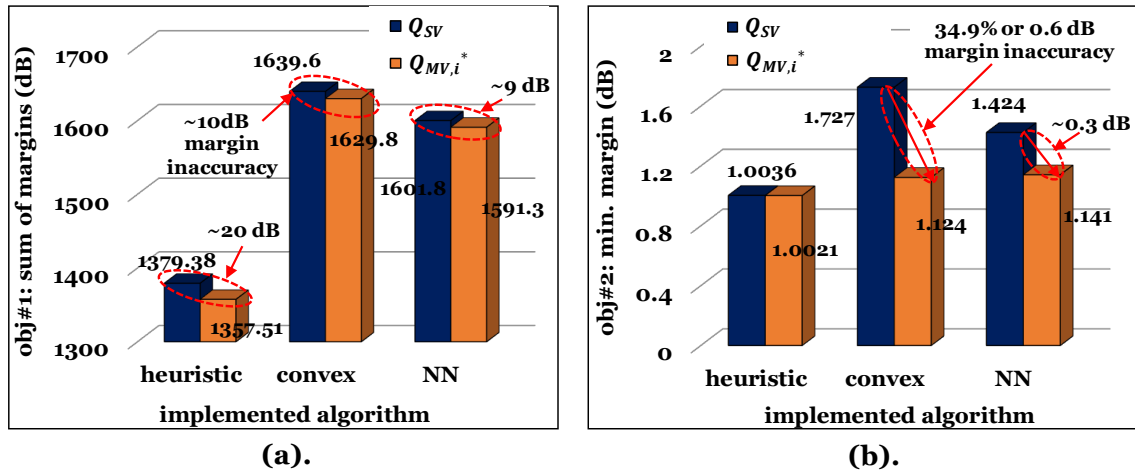 Q_SV
Q_MV,i*
obj#1: sum of margins (dB)
1700
1600
1500
1400
1300
1639.6
~10dB
margin
inaccuracy
1629.8
~9 dB
1601.8
1591.3
~20 dB
1379.38
1357.51
heuristic convex NN
implemented algorithm
(a).
Q_SV
Q_MV,i*
34.9% or 0.6 dB
margin inaccuracy
obj#2: min. margin (dB)
2
1.6
1.2
0.8
0.4
0
1.727
1.424
~0.3 dB
1.0036
1.0021
1.124
1.141
heuristic convex NN
implemented algorithm
(b).